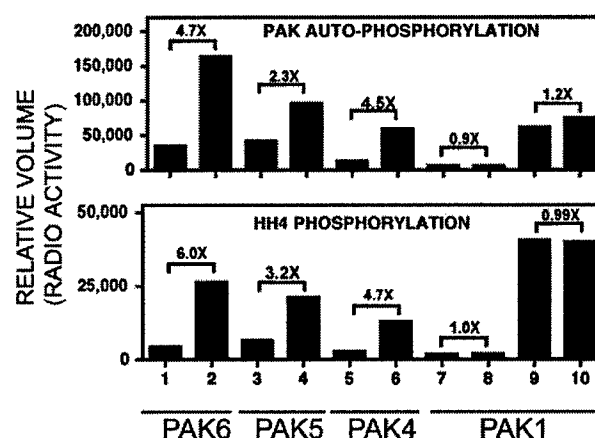 PAK AUTO-PHOSPHORYLATION
200,000
150,000
100,000
50,000
0
4.7X
2.3X
4.5X
0.9X
1.2X
RELATIVE VOLUME
(RADIO ACTIVITY)
HH4 PHOSPHORYLATION
50,000
25,000
0
6.0X
3.2X
4.7X
1.0X
0.99X
1 2 3 4 5 6 7 8 9 10
PAK6 PAK5 PAK4 PAK1